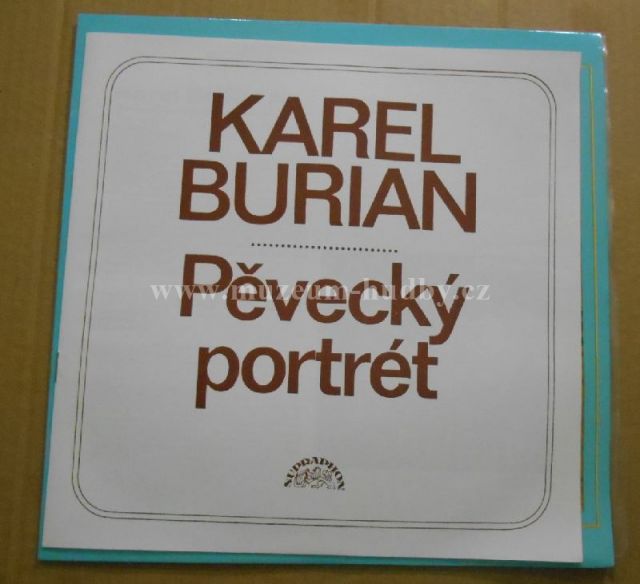 KAREL
BURIAN
Pěvecký
www.muzeum-hudby.cz
portrét
SUPRAPHON